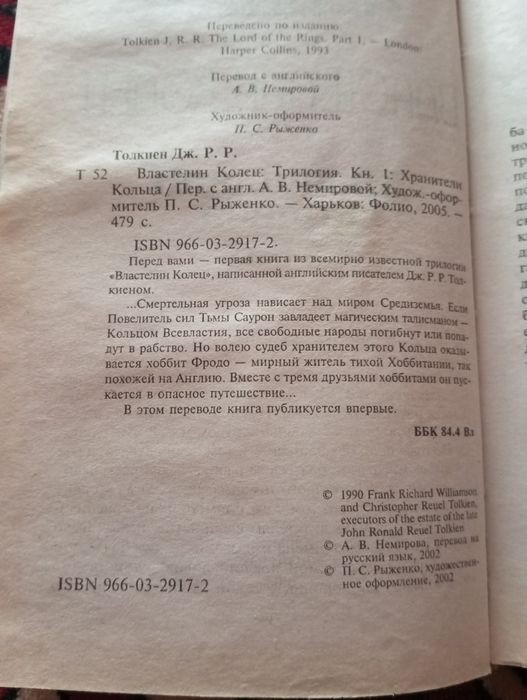 Переведено по изданию:
Tolkien J. R. R. The Lord of the Rings. Part 1. — London:
Harper Collins, 1993
Перевод с английского
А. В. Немировой
Художник-оформитель
П. С. Рыженко
Толкиен Дж. Р. Р.
Т 52 Властелин Колец: Трилогия. Кн. 1: Хранители
Кольца / Пер. с англ. А. В. Немировой; Худож.-офор-
митель П. С. Рыженко. — Харьков: Фолио, 2005. —
479 с.
ISBN 966-03-2917-2.
Перед вами — первая книга из всемирно известной трилогии
«Властелин Колец», написанной английским писателем Дж. Р. Р. Тол-
киеном.
...Смертельная угроза нависает над миром Средиземья. Если
Повелитель сил Тьмы Саурон завладеет магическим талисманом —
Кольцом Всевластия, все свободные народы погибнут или попа-
дут в рабство. Но волею судеб хранителем этого Кольца оказы-
вается хоббит Фродо — мирный житель тихой Хоббитании, так
похожей на Англию. Вместе с тремя друзьями хоббитами он пус-
кается в опасное путешествие...
В этом переводе книга публикуется впервые.
ББК 84.4 Вл
© 1990 Frank Richard Williamson
and Christopher Reuel Tolkien,
executors of the estate of the late
John Ronald Reuel Tolkien
© А. В. Немирова, перевод на
русский язык, 2002
© П. С. Рыженко, художествен-
ное оформление, 2002
ISBN 966-03-2917-2